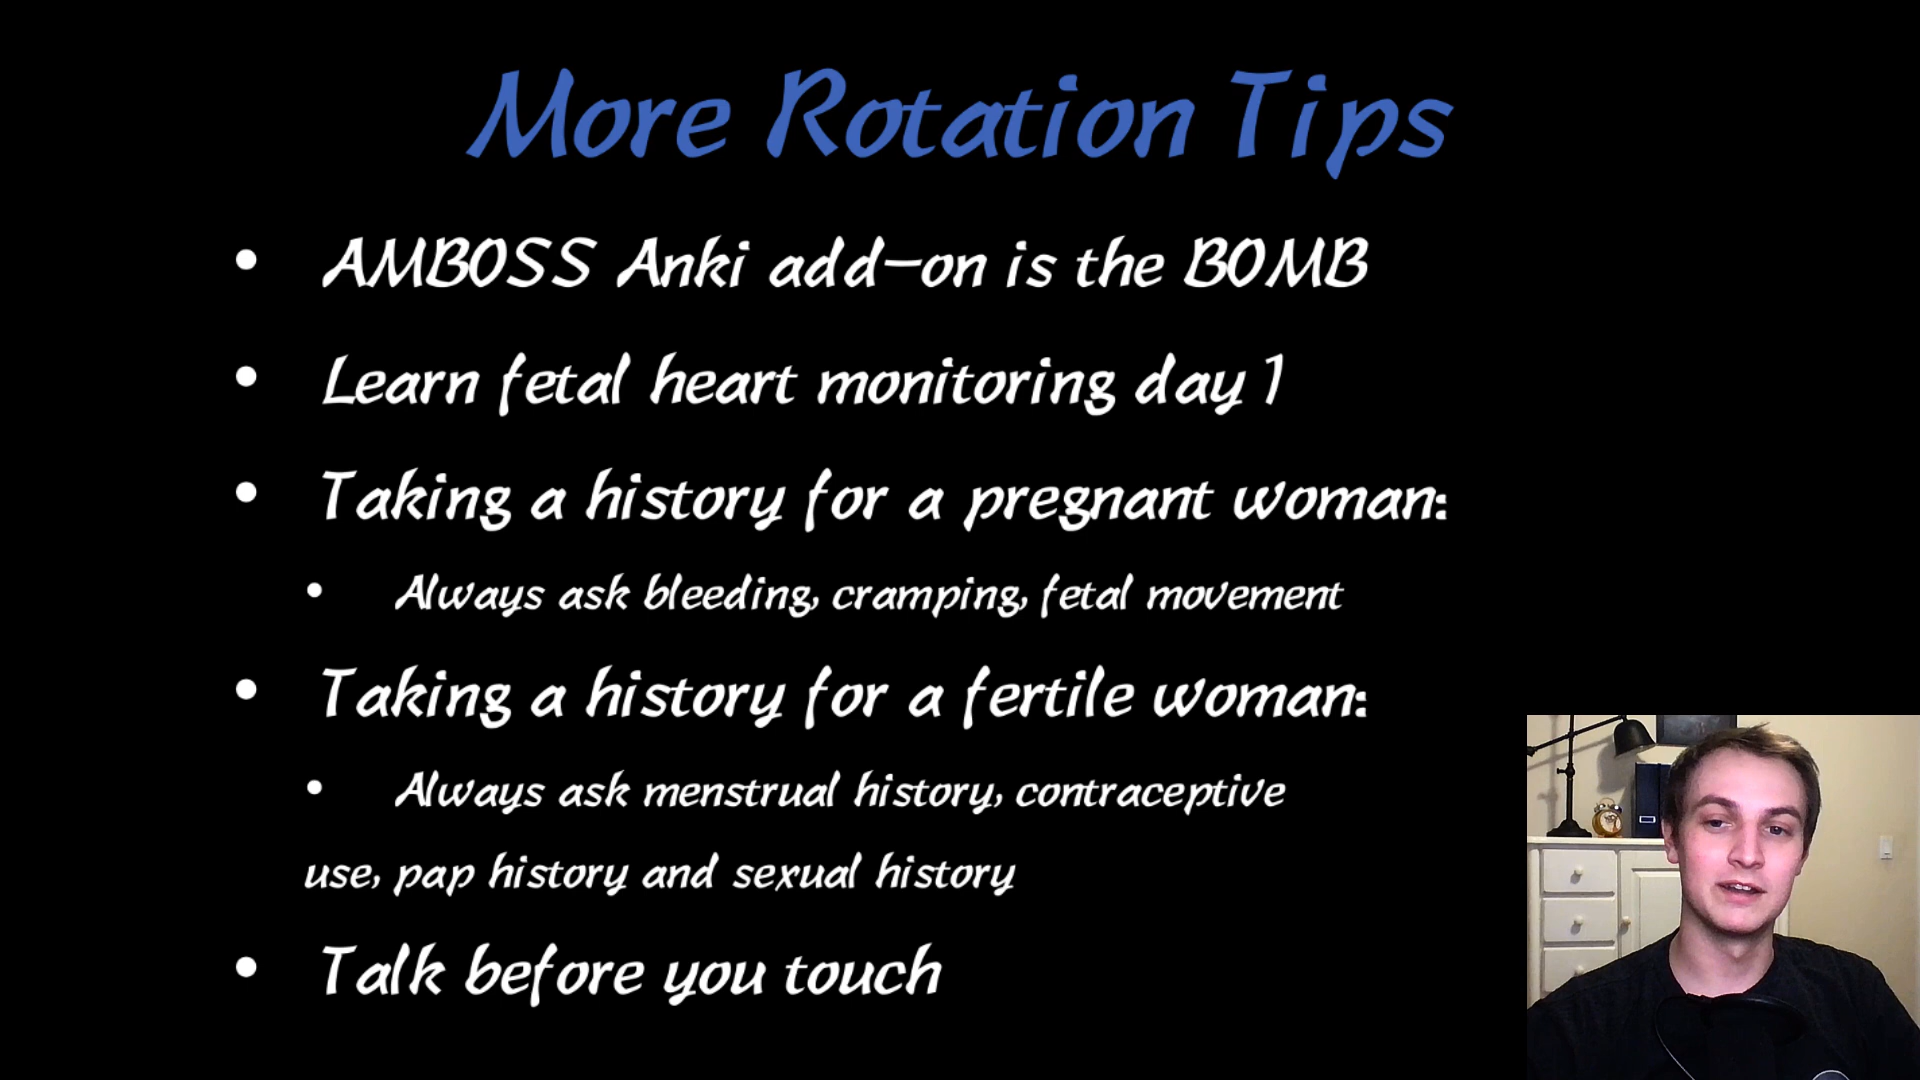 More Rotation Tips
• AMBOSS Anki add-on is the BOMB
• Learn fetal heart monitoring day 1
• Taking a history for a pregnant woman:
• Always ask bleeding, cramping, fetal movement
• Taking a history for a fertile woman:
• Always ask menstrual history, contraceptive
use, pap history and sexual history
• Talk before you touch